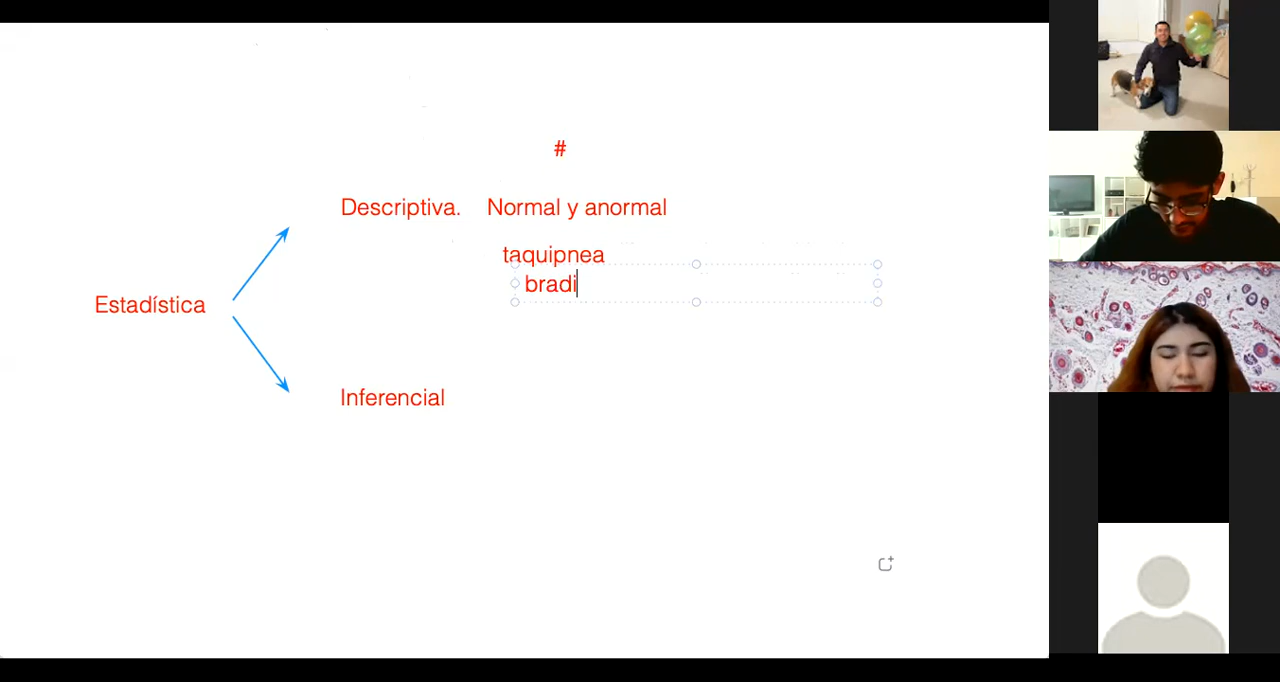 #
Descriptiva. Normal y anormal
taquipnea
bradi
Estadística
Inferencial